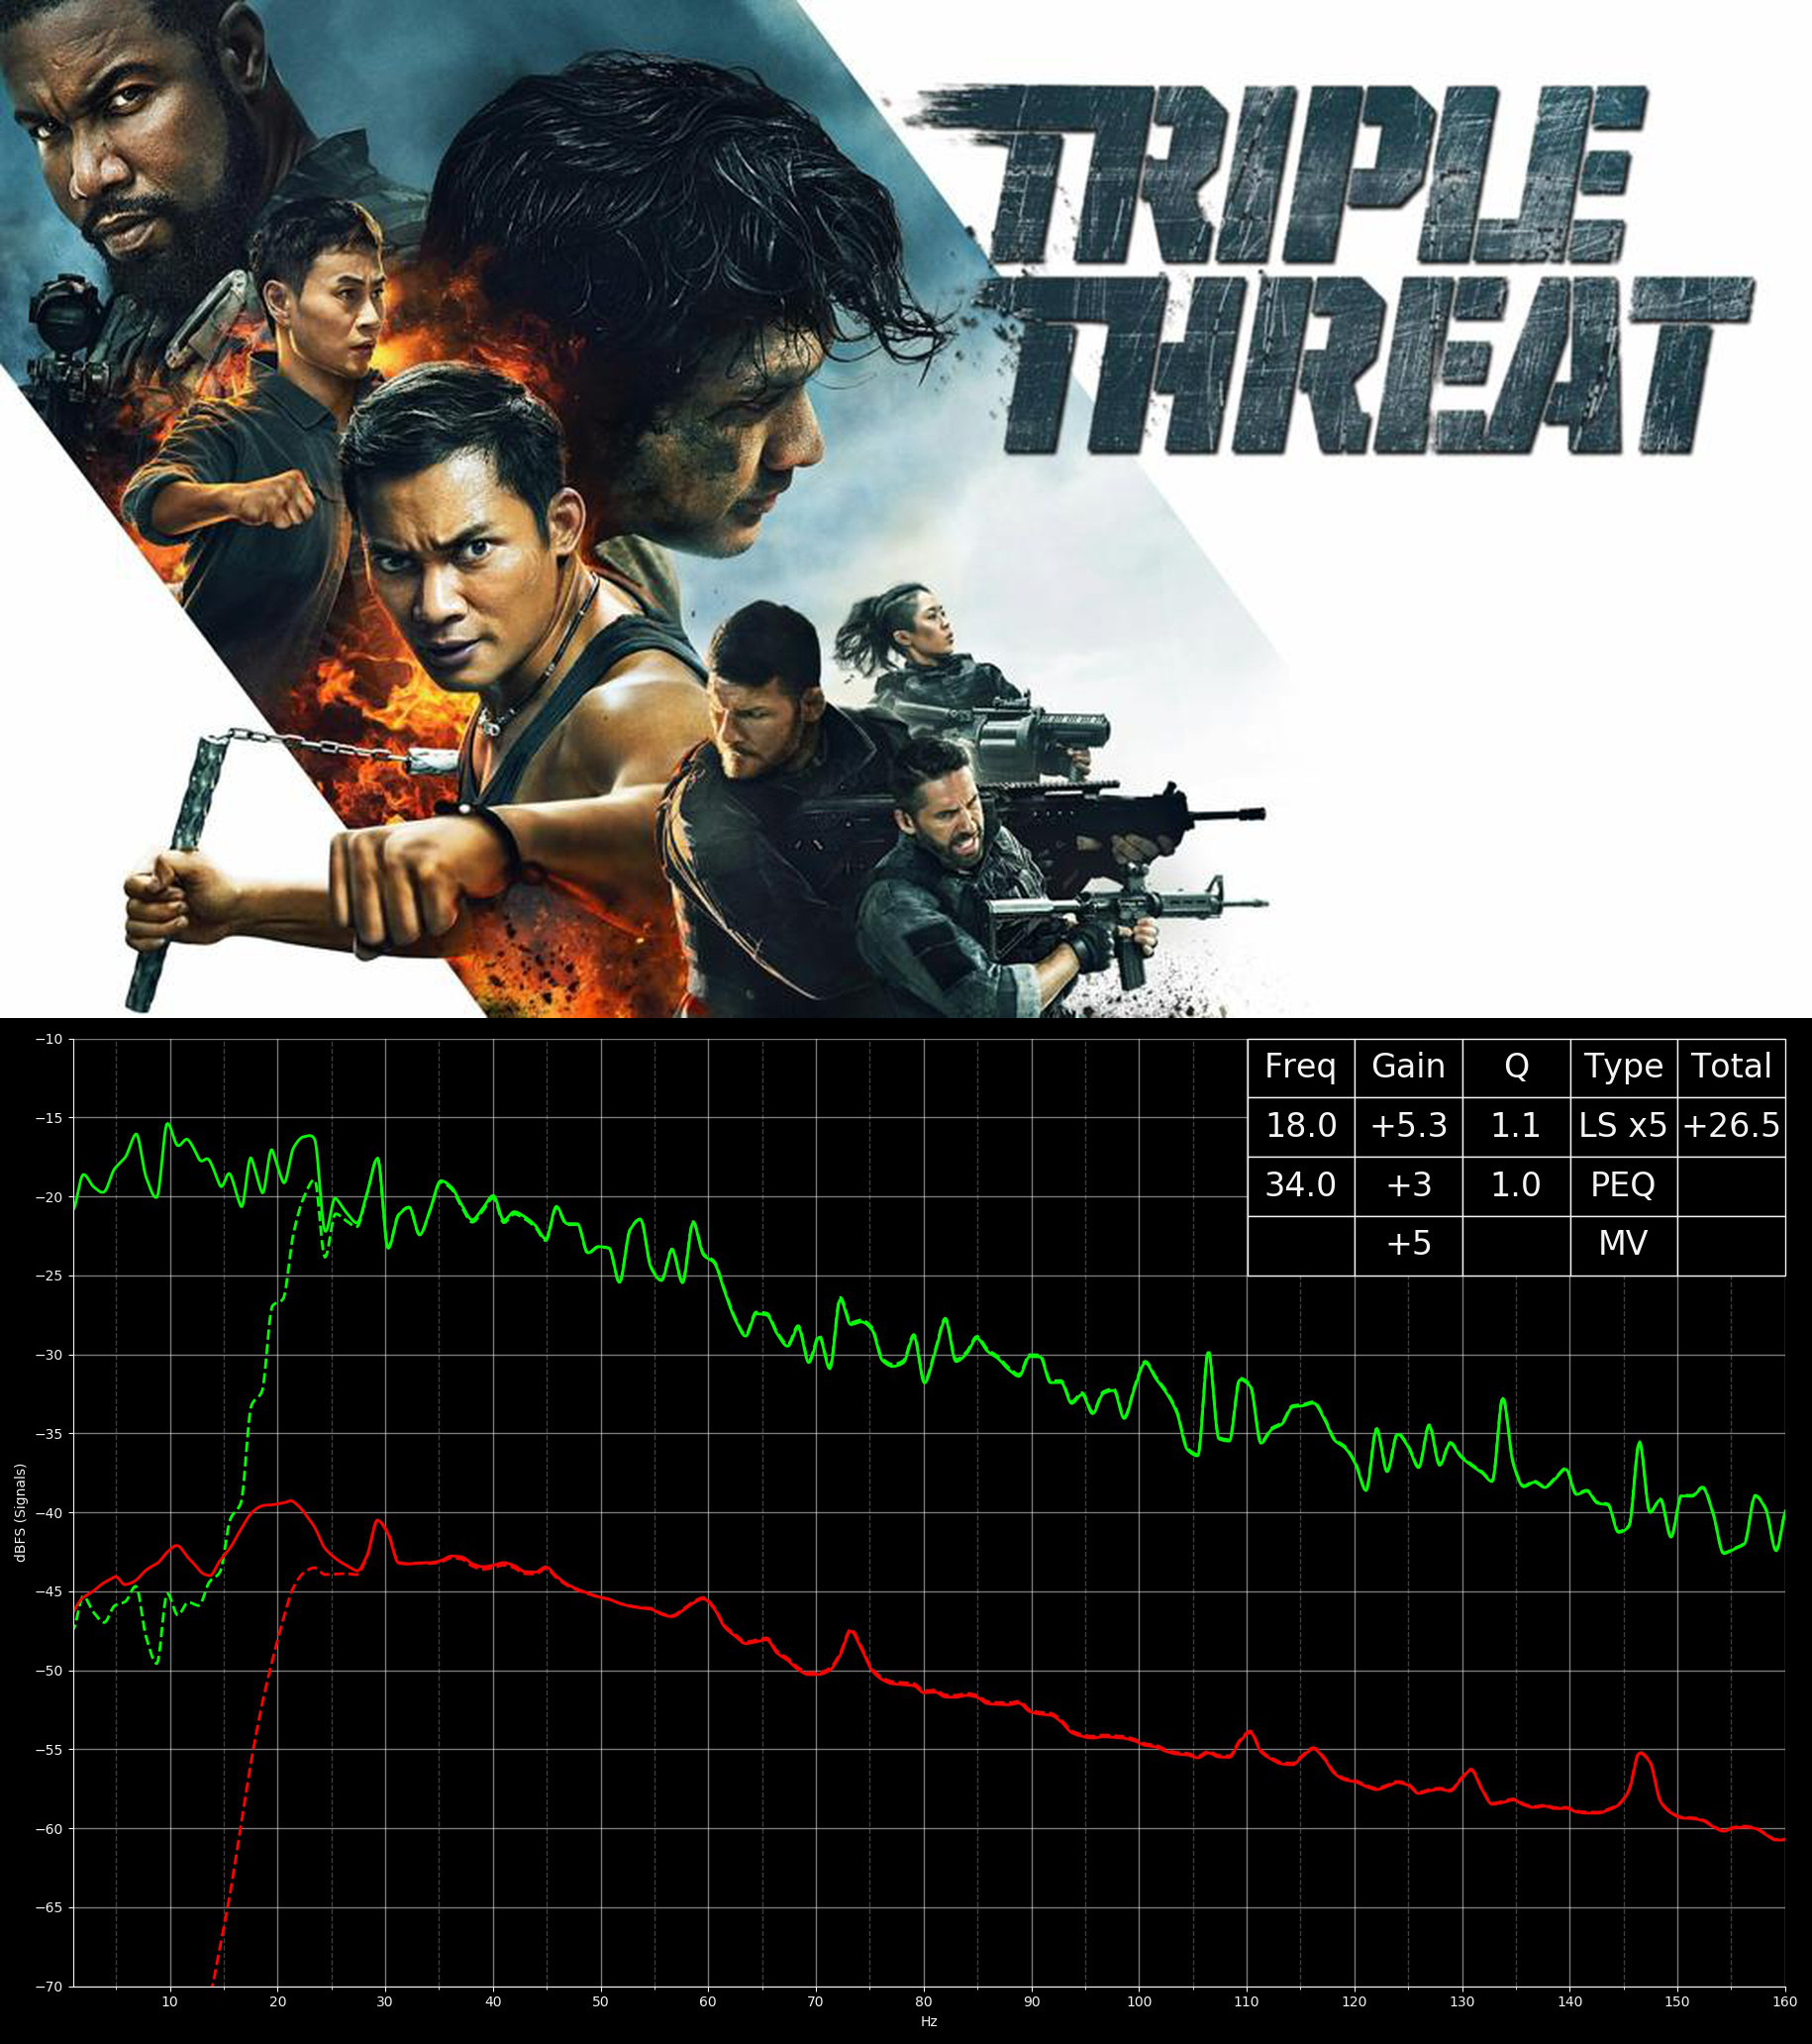 TRIPLE
THREAT
Freq Gain Q Type Total
18.0 +5.3 1.1 LS x5 +26.5
34.0 +3 1.0 PEQ
+5 MV
−10
−15
−20
−25
−30
−35
−40
−45
−50
−55
−60
−65
−70
dBFS (Signals)
10 20 30 40 50 60 70 80 90 100 110 120 130 140 150 160
Hz